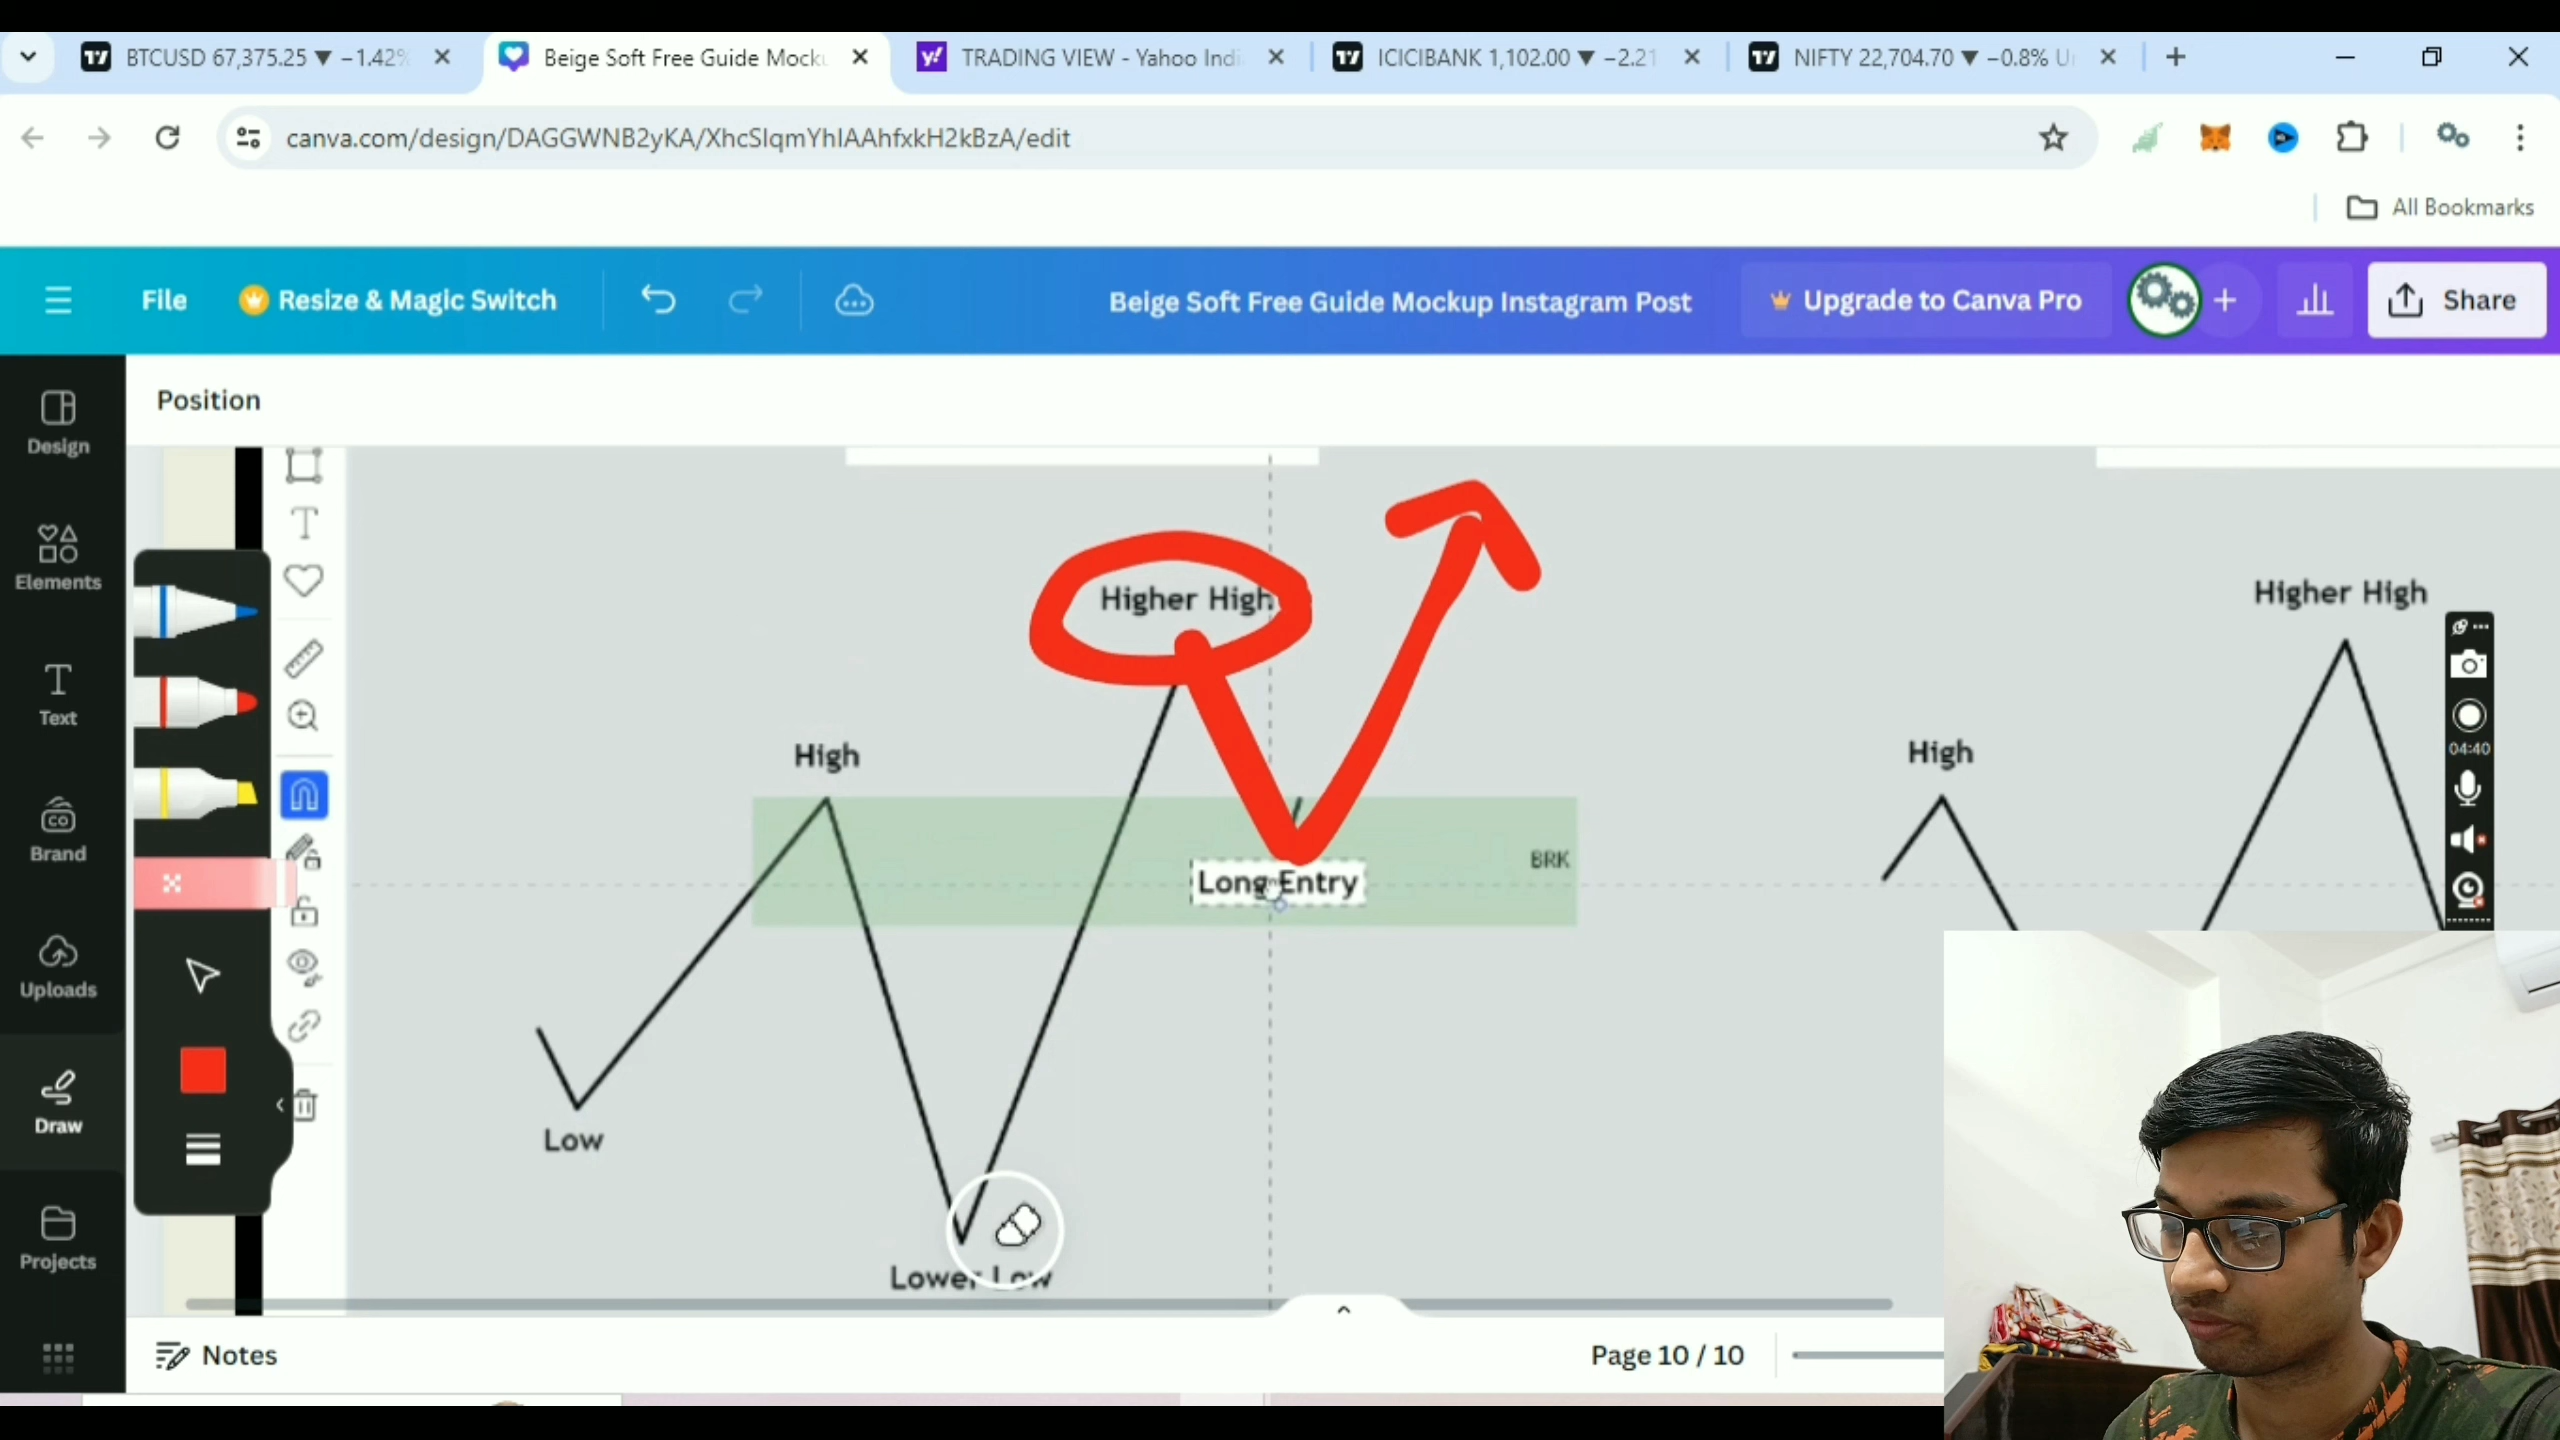 BTCUSD 67,375.25 ▼ −1.42%
Beige Soft Free Guide Mock
TRADING VIEW - Yahoo Indi
ICICIBANK 1,102.00 ▼ −2.21
NIFTY 22,704.70 ▼ −0.8% U
canva.com/design/DAGGWNB2yKA/XhcSlqmYhIAAhfxkH2kBzA/edit
All Bookmarks
File
Resize & Magic Switch
Beige Soft Free Guide Mockup Instagram Post
Upgrade to Canva Pro
Share
Design
Elements
Text
Brand
Uploads
Draw
Projects
Position
Higher High
High
BRK
Long Entry
Low
Lower Low
Higher High
High
04:40
Notes
Page 10 / 10